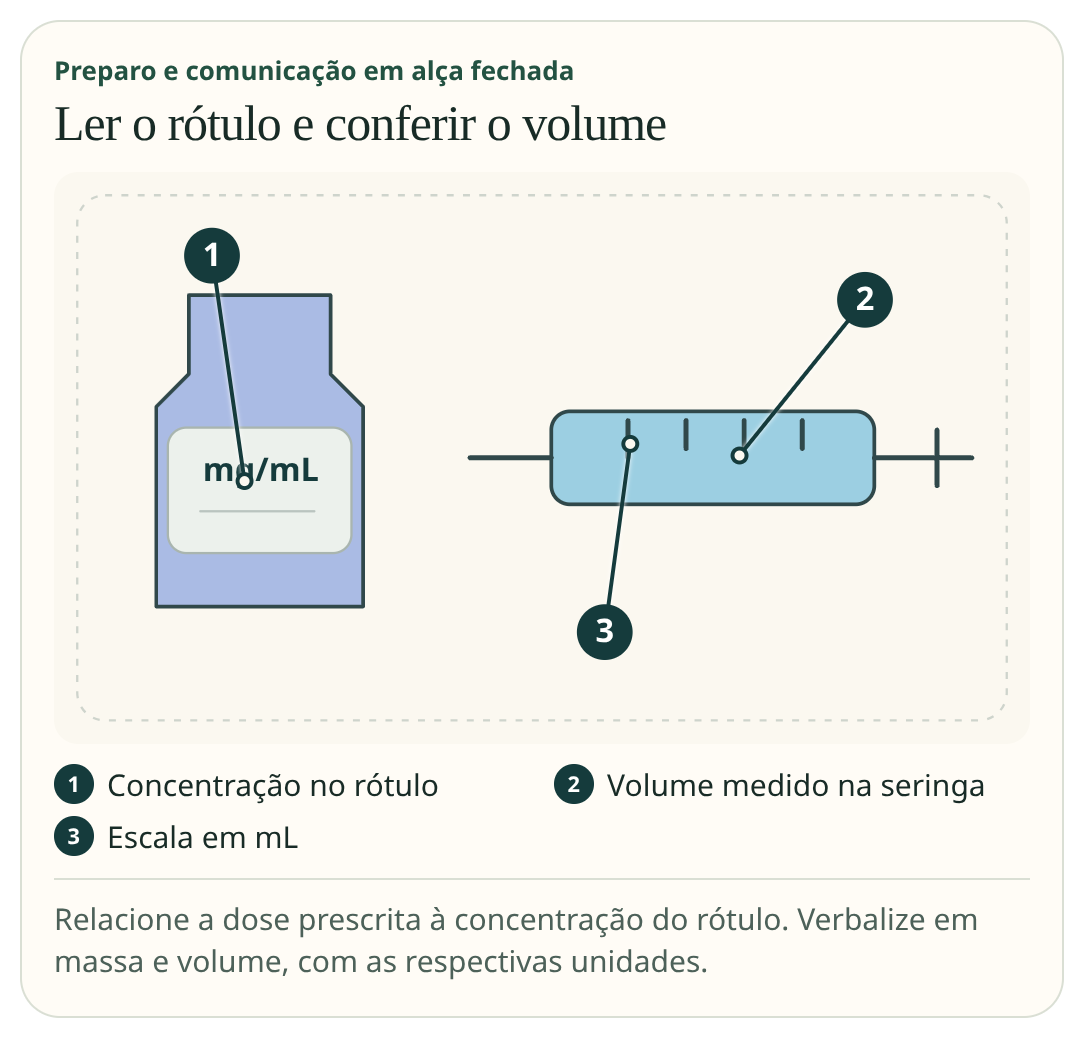 Preparo e comunicação em alça fechada
Ler o rótulo e conferir o volume
1
2
mg/mL
3
1 Concentração no rótulo
2 Volume medido na seringa
3 Escala em mL
Relacione a dose prescrita à concentração do rótulo. Verbalize em
massa e volume, com as respectivas unidades.